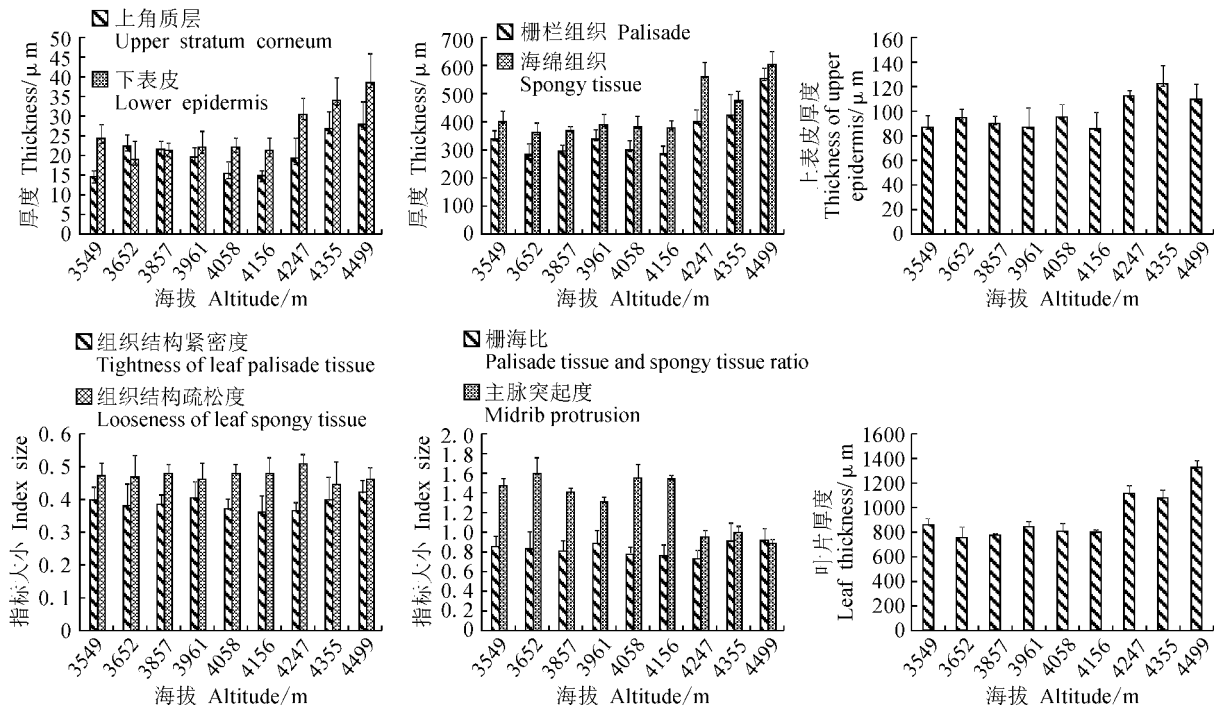 上角质层
Upper stratum corneum
下表皮
Lower epidermis
厚度 Thickness/μm
50
45
40
35
30
25
20
15
10
5
0
3549 3652 3857 3961 4058 4156 4247 4355 4499
海拔 Altitude/m
栅栏组织 Palisade
海绵组织
Spongy tissue
厚度 Thickness/μm
700
600
500
400
300
200
100
0
3549 3652 3857 3961 4058 4156 4247 4355 4499
海拔 Altitude/m
上表皮厚度
Thickness of upper
epidermis/μm
160
140
120
100
80
60
40
20
0
3549 3652 3857 3961 4058 4156 4247 4355 4499
海拔 Altitude/m
组织结构紧密度
Tightness of leaf palisade tissue
组织结构疏松度
Looseness of leaf spongy tissue
指标大小 Index size
0.6
0.5
0.4
0.3
0.2
0.1
0
3549 3652 3857 3961 4058 4156 4247 4355 4499
海拔 Altitude/m
栅海比
Palisade tissue and spongy tissue ratio
主脉突起度
Midrib protrusion
指标大小 Index size
2.0
1.8
1.6
1.4
1.2
1.0
0.8
0.6
0.4
0.2
0
3549 3652 3857 3961 4058 4156 4247 4355 4499
海拔 Altitude/m
叶片厚度
Leaf thickness/μm
1600
1400
1200
1000
800
600
400
200
0
3549 3652 3857 3961 4058 4156 4247 4355 4499
海拔 Altitude/m